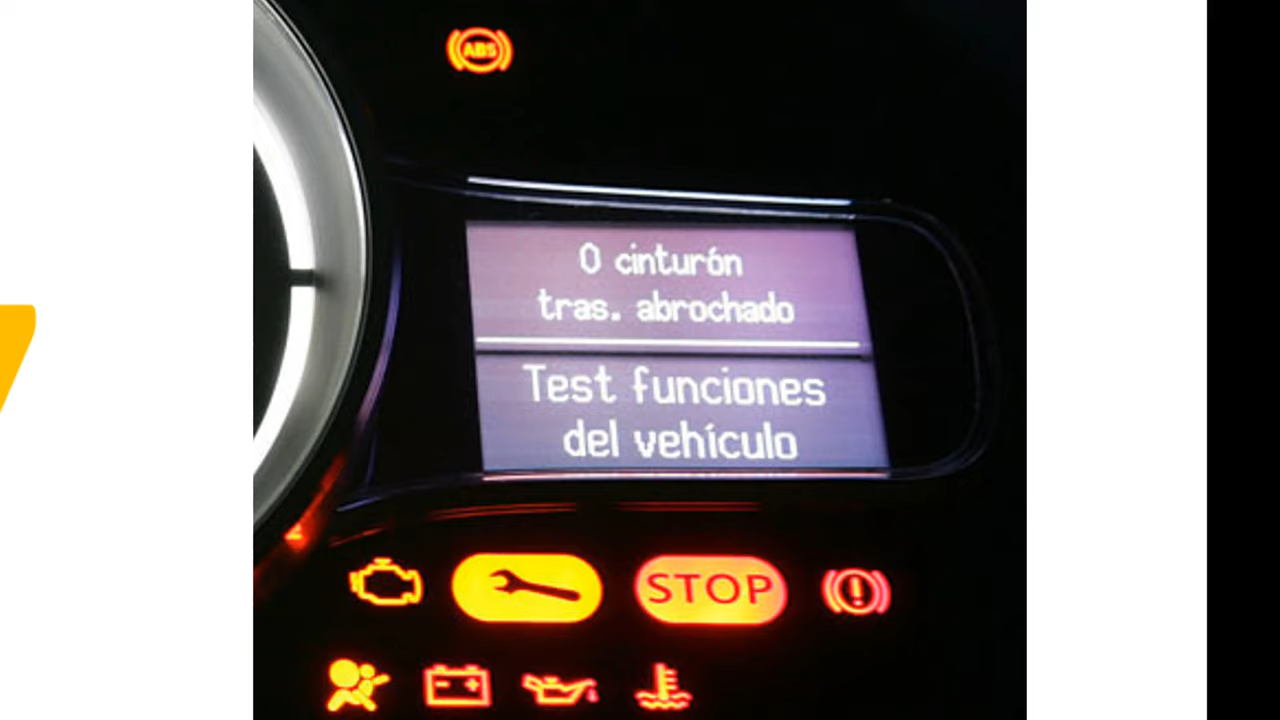 ABS
0 cinturón
tras. abrochado
Test funciones
del vehículo
STOP